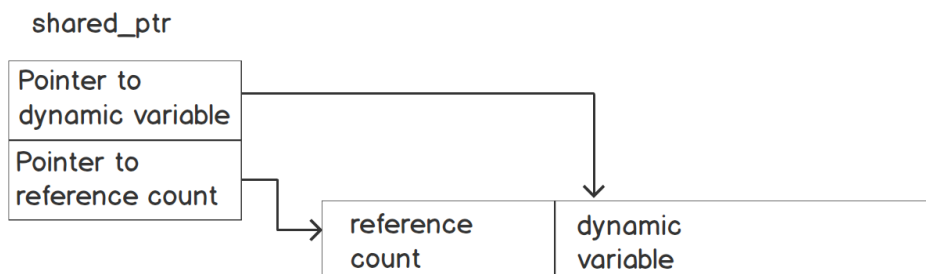 shared_ptr
Pointer to
dynamic variable
Pointer to
reference count
reference
count
dynamic
variable